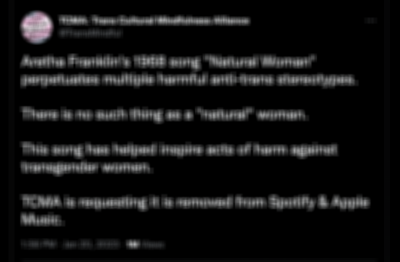 TCMA. Trans Cultural Mindfulness Alliance
Aretha Franklin's 1968 song "Natural Woman"
perpetuates multiple harmful anti-trans stereotypes.
There is no such thing as a "natural" woman.
This song has helped inspire acts of harm against
transgender women.
TCMA is requesting it is removed from Spotify & Apple
Music.